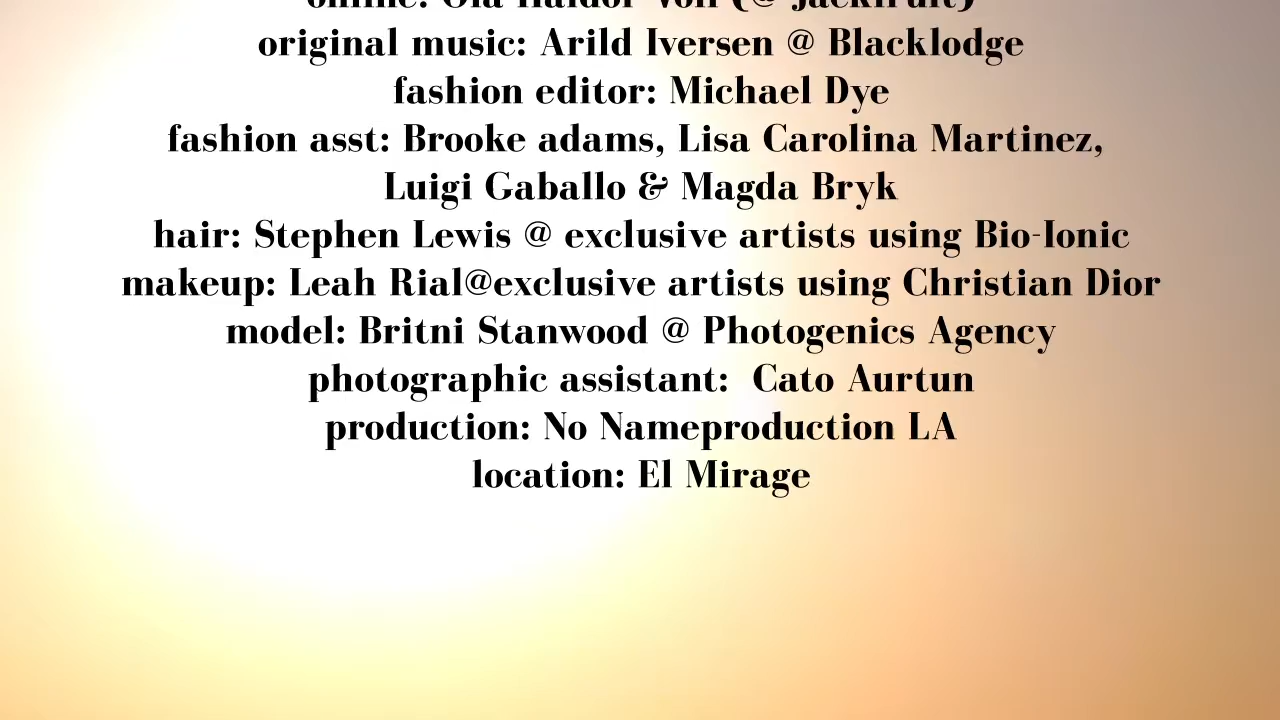 original music: Arild Iversen @ Blacklodge
fashion editor: Michael Dye
fashion asst: Brooke adams, Lisa Carolina Martinez,
Luigi Gaballo & Magda Bryk
hair: Stephen Lewis @ exclusive artists using Bio-Ionic
makeup: Leah Rial@exclusive artists using Christian Dior
model: Britni Stanwood @ Photogenics Agency
photographic assistant:  Cato Aurtun
production: No Nameproduction LA
location: El Mirage